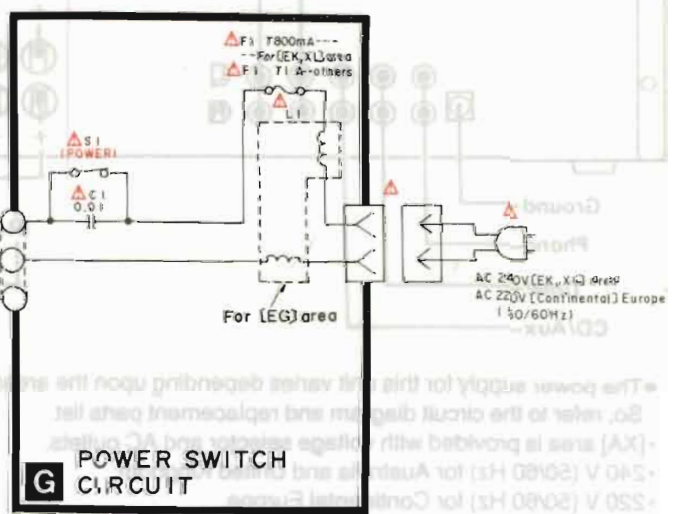 ⚠F1 T800mA----
--For[EK,XL]area
⚠F1 T1A--others
⚠
L1
⚠S1
(POWER)
⚠C1
0.01
⚠
⚠
AC 240V[EK,XL] area
AC 220V[Continental] Europe
(50/60Hz)
For [EG] area
G POWER SWITCH
CIRCUIT
Ground
Phono
CD/Aux
•The power supply for this unit varies depending upon the areas
So, refer to the circuit diagram and replacement parts list
·[XA] area is provided with voltage selector and AC outlets.
·240 V (50/60 Hz) for Australia and United
·220 V (50/60 Hz) for Continental Europe